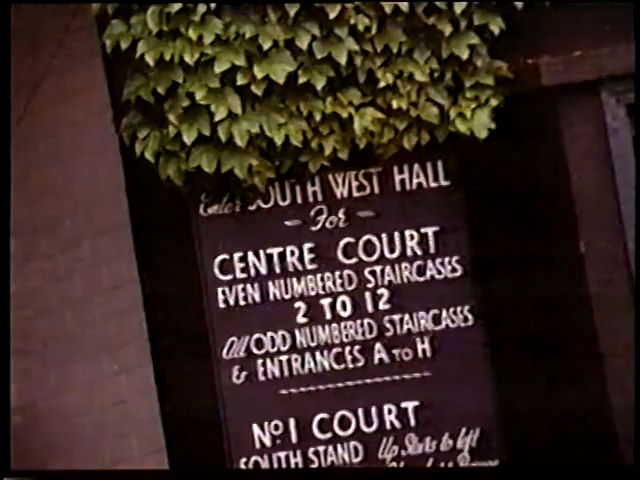 Enter SOUTH WEST HALL
- For -
CENTRE COURT
EVEN NUMBERED STAIRCASES
2 TO 12
All ODD NUMBERED STAIRCASES
& ENTRANCES A TO H
Nº 1 COURT
SOUTH STAND Up Stairs to left